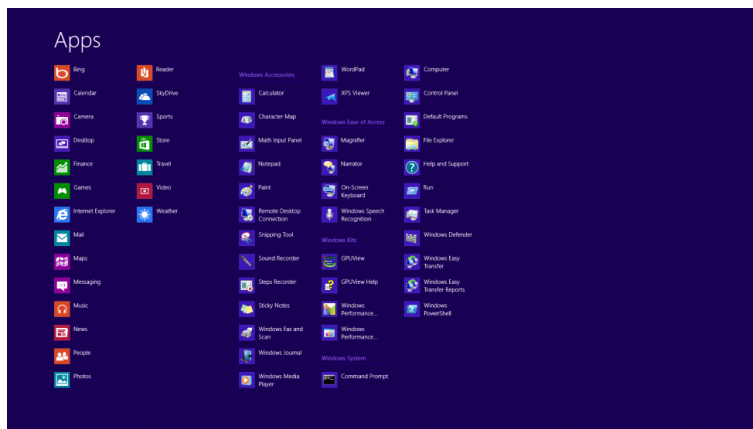 Apps
Bing
Calendar
Camera
Desktop
Finance
Games
Internet Explorer
Mail
Maps
Messaging
Music
News
People
Photos
Reader
SkyDrive
Sports
Store
Travel
Video
Weather
Windows Accessories
Calculator
Character Map
Math Input Panel
Notepad
Paint
Remote Desktop
Connection
Snipping Tool
Sound Recorder
Steps Recorder
Sticky Notes
Windows Fax and
Scan
Windows Journal
Windows Media
Player
WordPad
XPS Viewer
Windows Ease of Access
Magnifier
Narrator
On-Screen
Keyboard
Windows Speech
Recognition
Windows Kits
GPUView
GPUView Help
Windows
Performance...
Windows
Performance...
Windows System
Command Prompt
Computer
Control Panel
Default Programs
File Explorer
Help and Support
Run
Task Manager
Windows Defender
Windows Easy
Transfer
Windows Easy
Transfer Reports
Windows
PowerShell